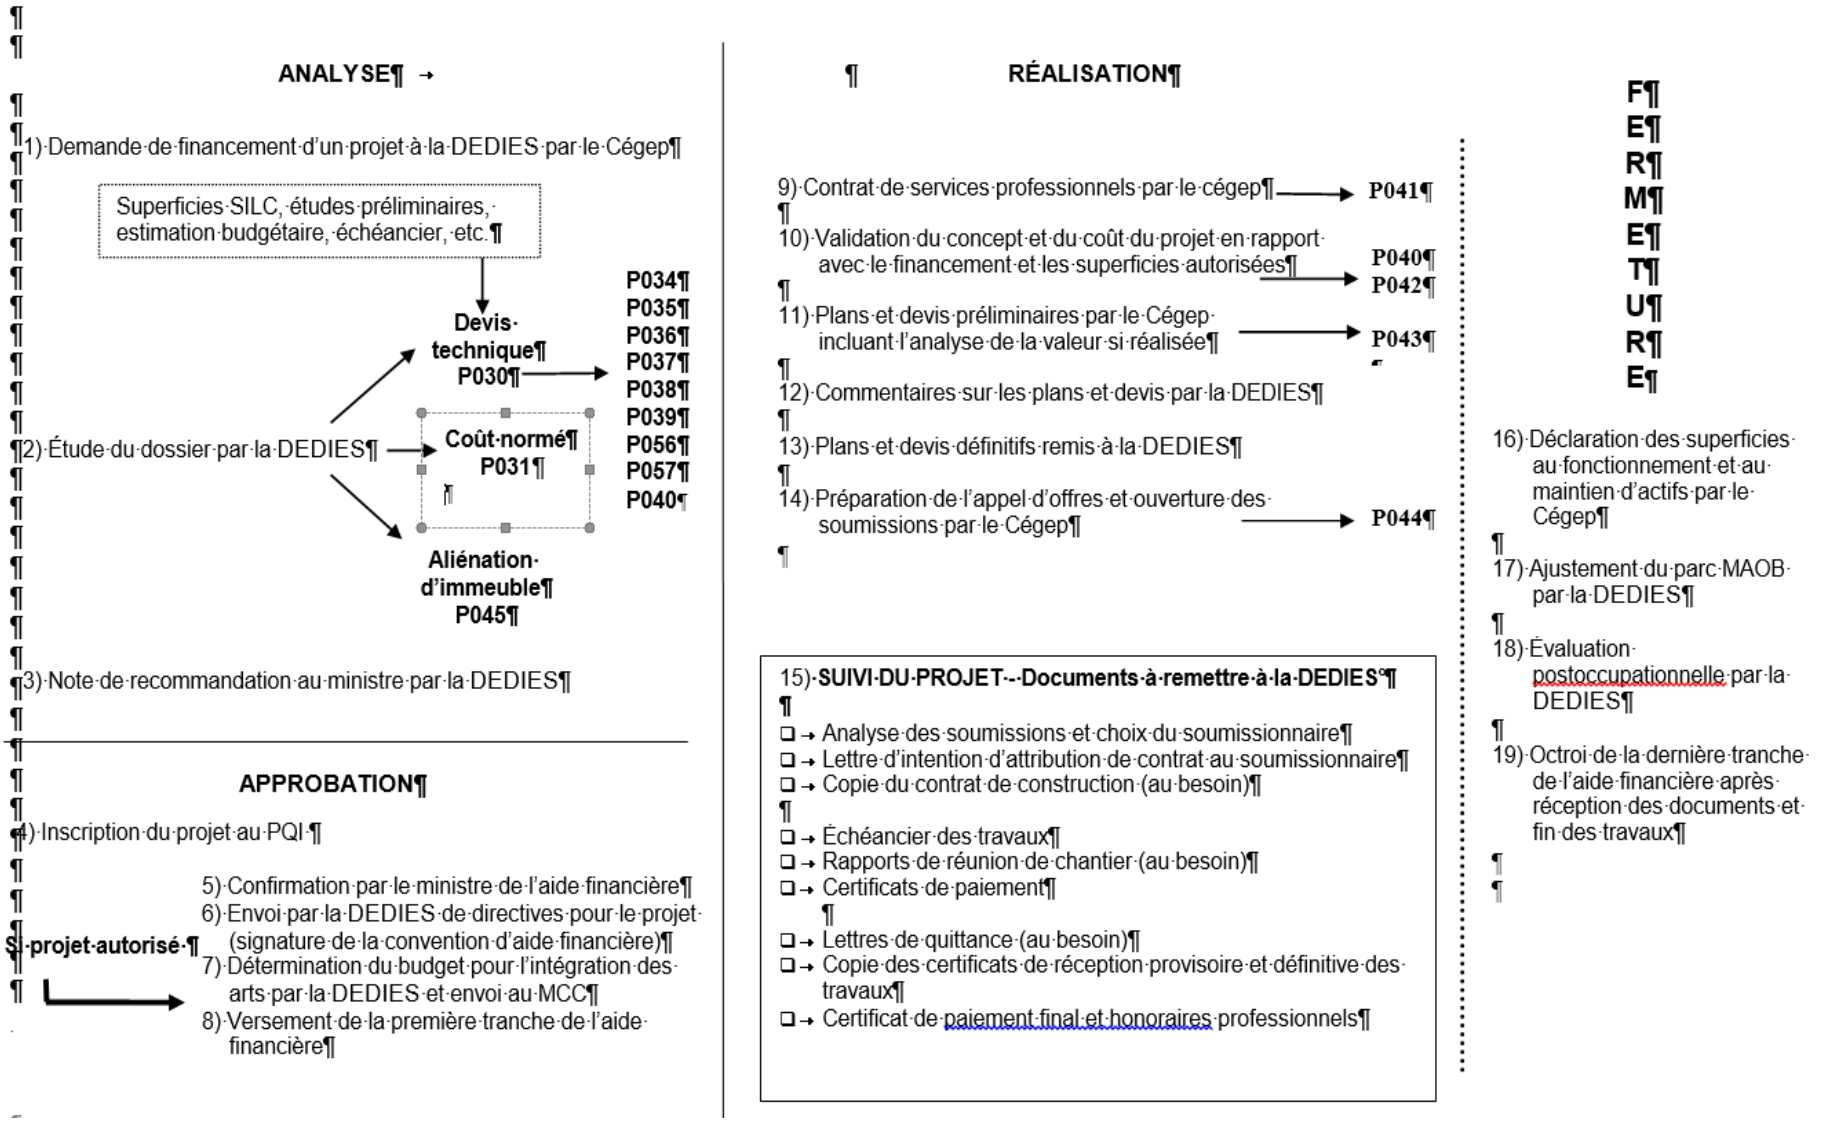 ANALYSE¶ →
1)·Demande·de·financement·d'un·projet·à·la·DEDIES·par·le·Cégep¶
Superficies·SILC,·études·préliminaires,·
estimation·budgétaire,·échéancier,·etc.¶
Devis·
technique¶
P030¶
P034¶
P035¶
P036¶
P037¶
P038¶
P039¶
P056¶
P057¶
P040¶
2)·Étude·du·dossier·par·la·DEDIES¶
Coût·normé¶
P031¶
¶
Aliénation·
d'immeuble¶
P045¶
3)·Note·de·recommandation·au·ministre·par·la·DEDIES¶
APPROBATION¶
4)·Inscription·du·projet·au·PQI·¶
Si·projet·autorisé·¶
5)·Confirmation·par·le·ministre·de·l'aide·financière¶
6)·Envoi·par·la·DEDIES·de·directives·pour·le·projet·
(signature·de·la·convention·d'aide·financière)¶
7)·Détermination·du·budget·pour·l'intégration·des·
arts·par·la·DEDIES·et·envoi·au·MCC¶
8)·Versement·de·la·première·tranche·de·l'aide·
financière¶
¶ RÉALISATION¶
9)·Contrat·de·services·professionnels·par·le·cégep¶
P041¶
¶
10)·Validation·du·concept·et·du·coût·du·projet·en·rapport·
avec·le·financement·et·les·superficies·autorisées¶
P040¶
P042¶
¶
11)·Plans·et·devis·préliminaires·par·le·Cégep·
incluant·l'analyse·de·la·valeur·si·réalisée¶
P043¶
¶
12)·Commentaires·sur·les·plans·et·devis·par·la·DEDIES¶
¶
13)·Plans·et·devis·définitifs·remis·à·la·DEDIES¶
¶
14)·Préparation·de·l'appel·d'offres·et·ouverture·des·
soumissions·par·le·Cégep¶
P044¶
¶
15)·SUIVI·DU·PROJET·-·Documents·à·remettre·à·la·DEDIES°¶
¶
❑→Analyse·des·soumissions·et·choix·du·soumissionnaire¶
❑→Lettre·d'intention·d'attribution·de·contrat·au·soumissionnaire¶
❑→Copie·du·contrat·de·construction·(au·besoin)¶
¶
❑→Échéancier·des·travaux¶
❑→Rapports·de·réunion·de·chantier·(au·besoin)¶
❑→Certificats·de·paiement¶
¶
❑→Lettres·de·quittance·(au·besoin)¶
❑→Copie·des·certificats·de·réception·provisoire·et·définitive·des·
travaux¶
❑→Certificat·de·paiement·final·et·honoraires·professionnels¶
F¶
E¶
R¶
M¶
E¶
T¶
U¶
R¶
E¶
16)·Déclaration·des·superficies·
au·fonctionnement·et·au·
maintien·d'actifs·par·le·
Cégep¶
¶
17)·Ajustement·du·parc·MAOB·
par·la·DEDIES¶
¶
18)·Évaluation·
postoccupationnelle·par·la·
DEDIES¶
¶
19)·Octroi·de·la·dernière·tranche·
de·l'aide·financière·après·
réception·des·documents·et·
fin·des·travaux¶
¶
¶